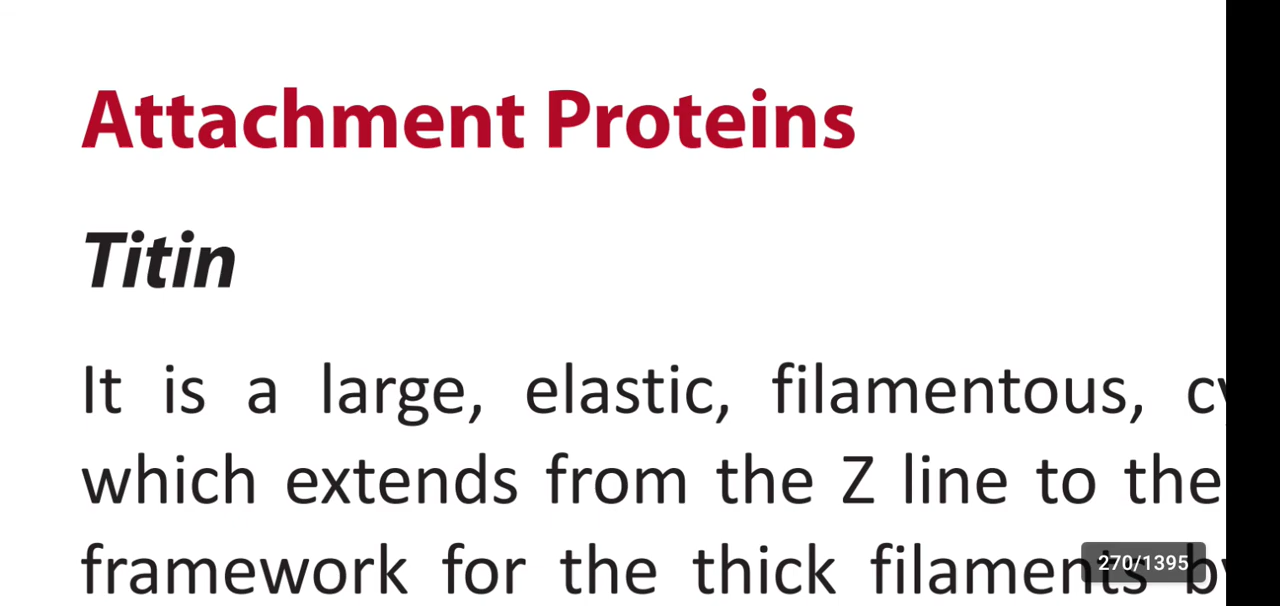 Attachment Proteins
Titin
It is a large, elastic, filamentous,
which extends from the Z line to the
framework for the thick filaments
270/1395